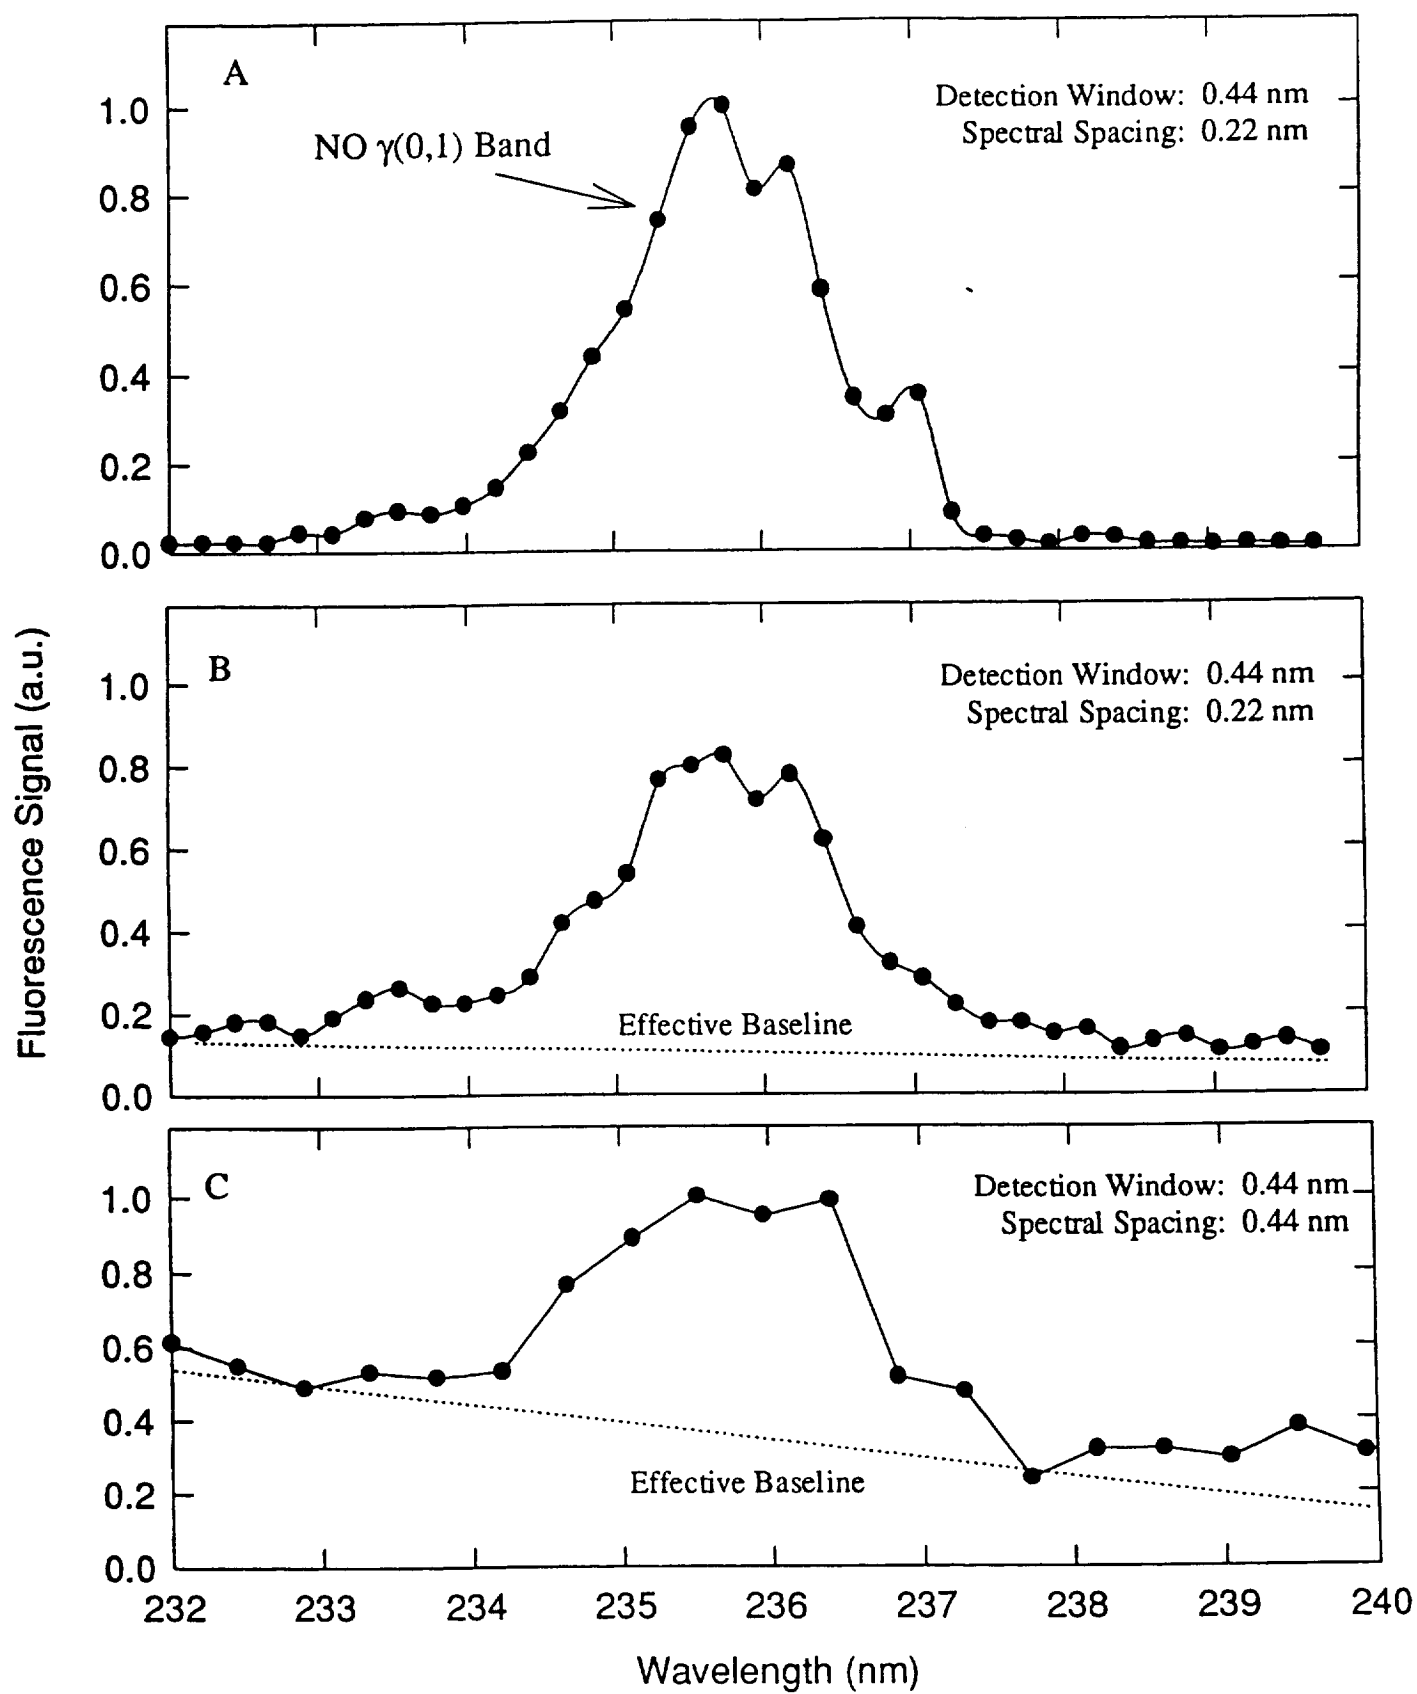 A
Detection Window: 0.44 nm
Spectral Spacing: 0.22 nm
NO γ(0,1) Band
1.0
0.8
0.6
0.4
0.2
0.0
B
Detection Window: 0.44 nm
Spectral Spacing: 0.22 nm
1.0
0.8
0.6
0.4
0.2
0.0
Effective Baseline
Fluorescence Signal (a.u.)
C
Detection Window: 0.44 nm
Spectral Spacing: 0.44 nm
1.0
0.8
0.6
0.4
0.2
0.0
Effective Baseline
232 233 234 235 236 237 238 239 240
Wavelength (nm)